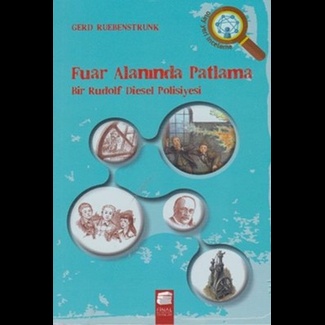 GERD RUEBENSTRUNK
Fuar Alanında Patlama
Bir Rudolf Diesel Polisiyesi